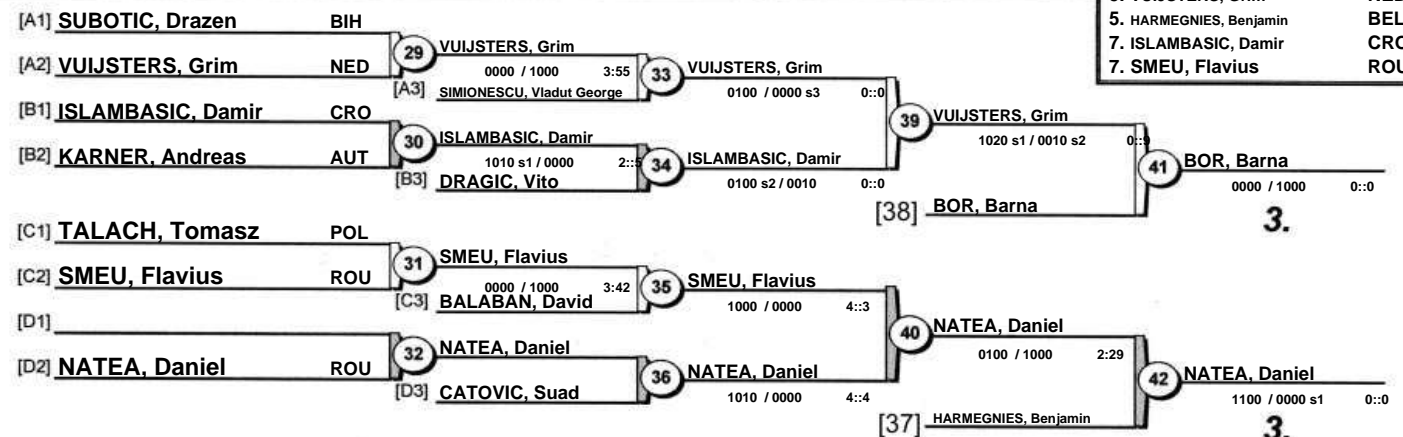 5. HARMEGNIES, Benjamin BEL
7. ISLAMBASIC, Damir CRO
7. SMEU, Flavius ROU
[A1] SUBOTIC, Drazen BIH
29 VUIJSTERS, Grim
[A2] VUIJSTERS, Grim NED
0000 / 1000 3:55
33 VUIJSTERS, Grim
[A3] SIMIONESCU, Vladut George
0100 / 0000 s3 0::0
[B1] ISLAMBASIC, Damir CRO
39 VUIJSTERS, Grim
30 ISLAMBASIC, Damir
1020 s1 / 0010 s2
[B2] KARNER, Andreas AUT
1010 s1 / 0000
34 ISLAMBASIC, Damir
41 BOR, Barna
[B3] DRAGIC, Vito
0100 s2 / 0010 0::0
0000 / 1000 0::0
[38] BOR, Barna
3.
[C1] TALACH, Tomasz POL
31 SMEU, Flavius
[C2] SMEU, Flavius ROU
0000 / 1000 3:42
35 SMEU, Flavius
[C3] BALABAN, David
1000 / 0000 4::3
[D1]
40 NATEA, Daniel
32 NATEA, Daniel
0100 / 1000 2:29
[D2] NATEA, Daniel ROU
36 NATEA, Daniel
42 NATEA, Daniel
[D3] CATOVIC, Suad
1010 / 0000 4::4
1100 / 0000 s1 0::0
[37] HARMEGNIES, Benjamin
3.